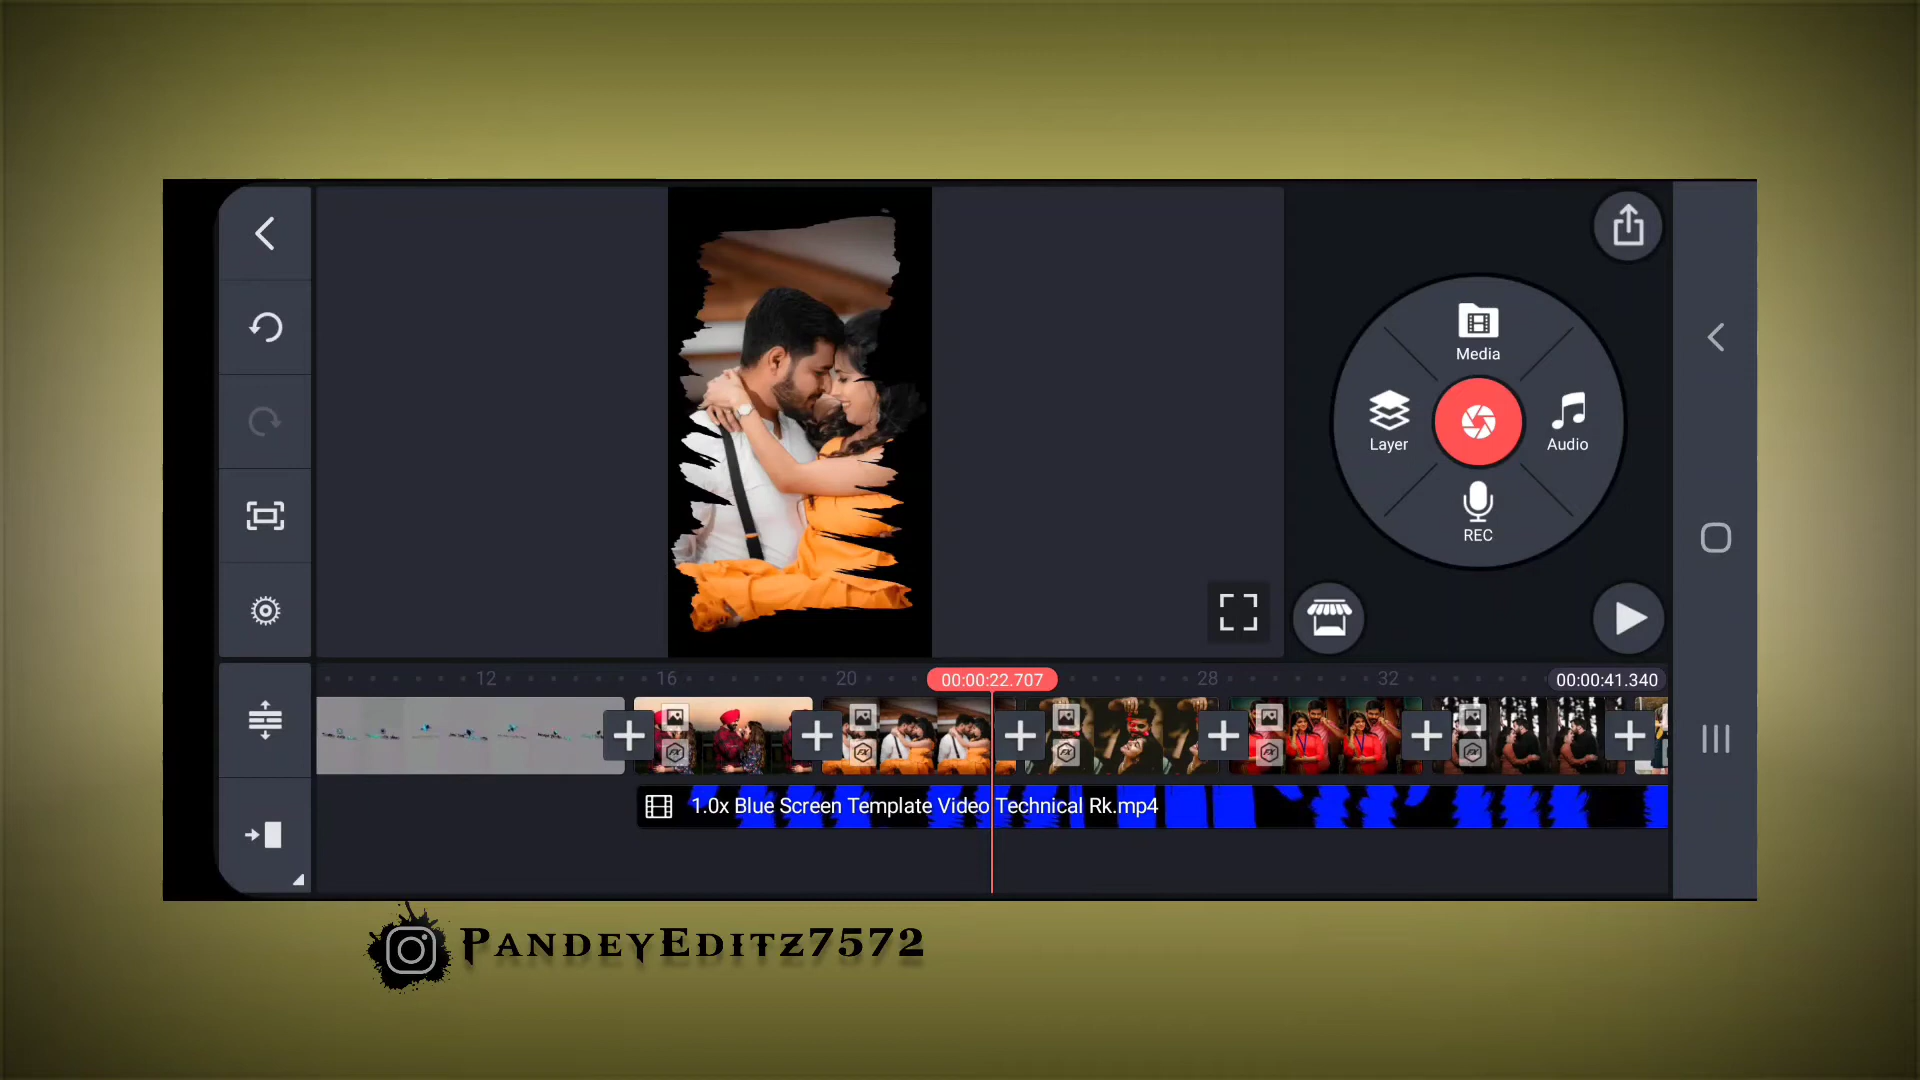 Media
Layer
Audio
REC
12
16
20
00:00:22.707
28
32
00:00:41.340
1.0x Blue Screen Template Video Technical Rk.mp4
PandeyEditz7572